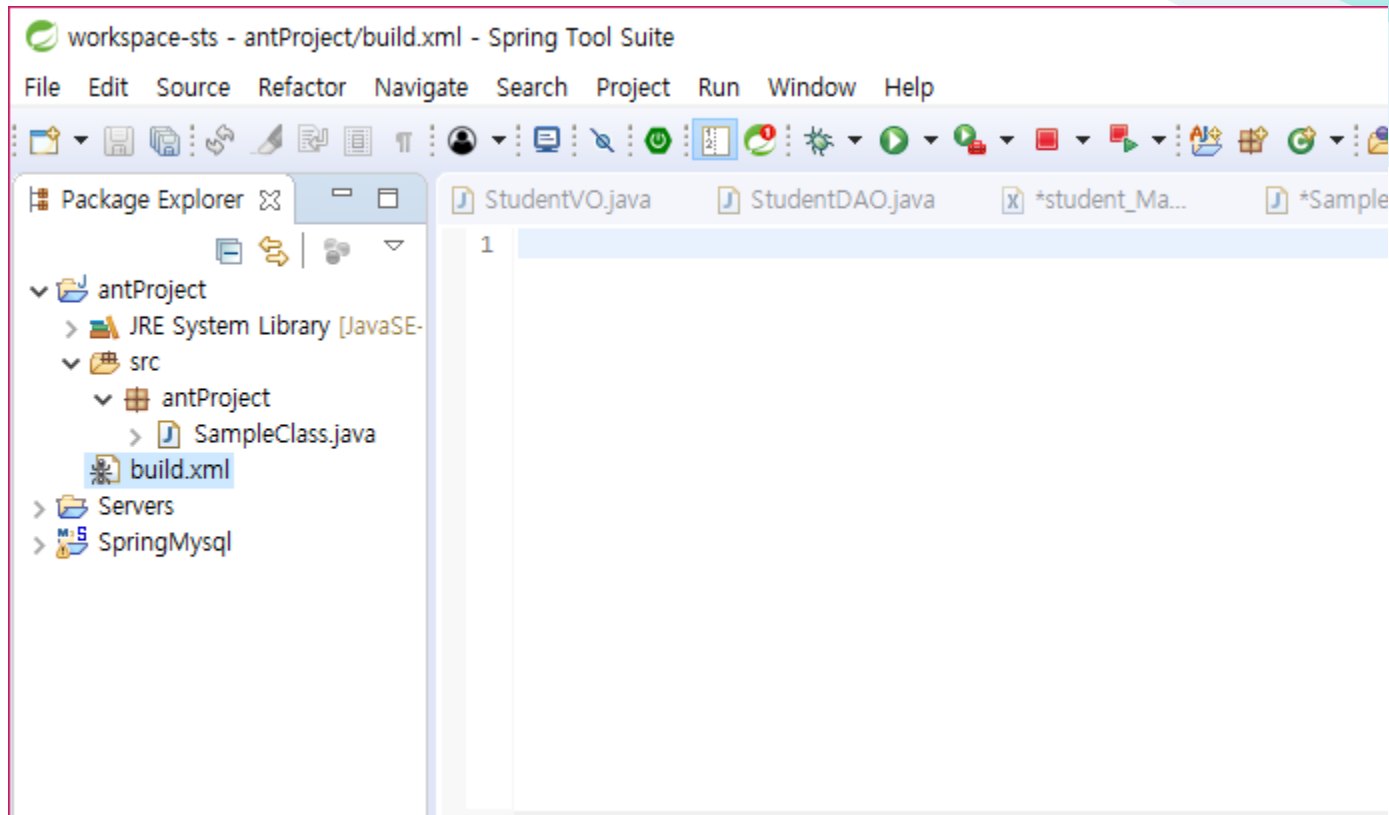 workspace-sts - antProject/build.xml - Spring Tool Suite
File Edit Source Refactor Navigate Search Project Run Window Help
Package Explorer
StudentVO.java StudentDAO.java *student_Ma... *Sample
1
antProject
JRE System Library [JavaSE-
src
antProject
SampleClass.java
build.xml
Servers
SpringMysql